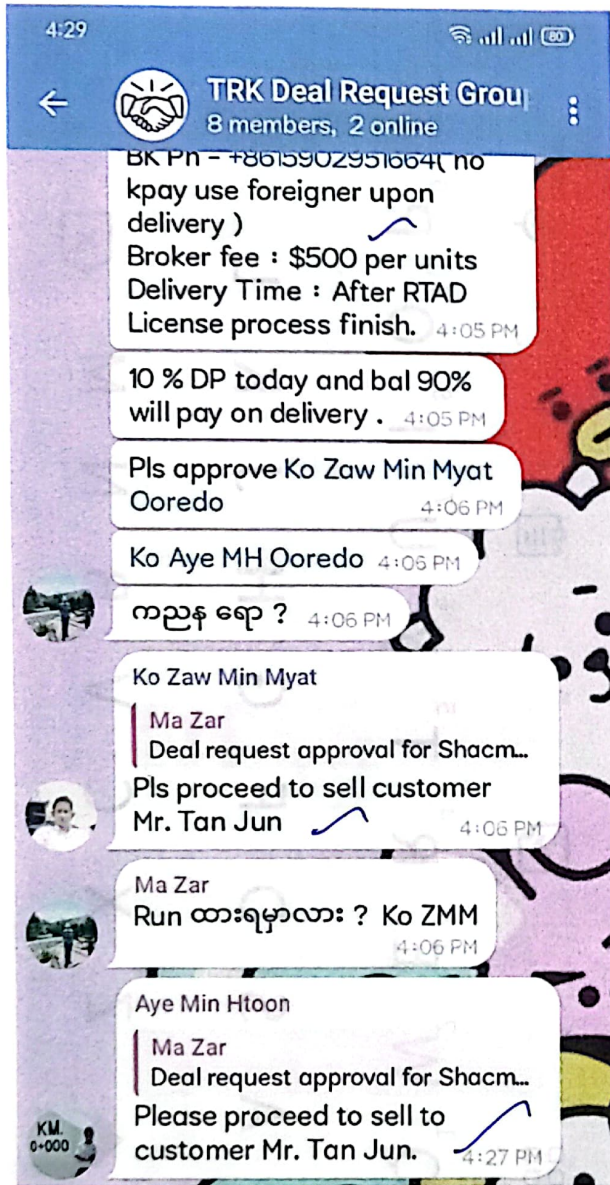 4:29
80
TRK Deal Request Grou
8 members, 2 online
BK Ph - +8615902951664( no
kpay use foreigner upon
delivery )
Broker fee : $500 per units
Delivery Time : After RTAD
License process finish. 4:05 PM
10 % DP today and bal 90%
will pay on delivery . 4:05 PM
Pls approve Ko Zaw Min Myat
Ooredo 4:06 PM
Ko Aye MH Ooredo 4:06 PM
ကညန ရော ? 4:06 PM
Ko Zaw Min Myat
Ma Zar
Deal request approval for Shacm...
Pls proceed to sell customer
Mr. Tan Jun 4:06 PM
Ma Zar
Run ထားရမှာလား ? Ko ZMM
4:06 PM
Aye Min Htoon
Ma Zar
Deal request approval for Shacm...
Please proceed to sell to
customer Mr. Tan Jun. 4:27 PM
KM.
0+000